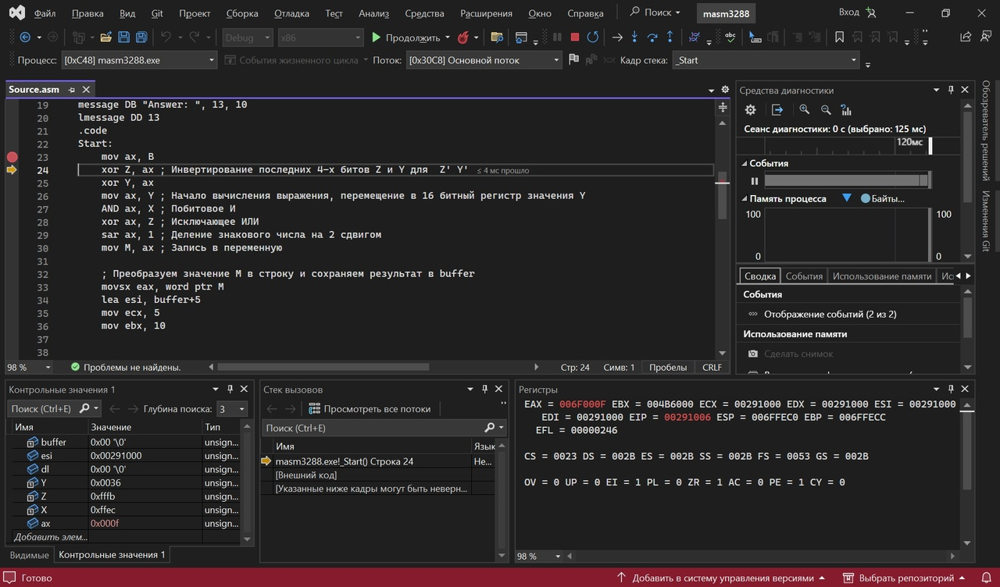 Файл Правка Вид Git Проект Сборка Отладка Тест Анализ Средства Расширения Окно Справка Поиск masm3288 Вход
Debug x86 Продолжить
Процесс: [0xC48] masm3288.exe События жизненного цикла Поток: [0x30C8] Основной поток Кадр стека: _Start
Source.asm
19 message DB "Answer: ", 13, 10
20 lmessage DD 13
21 .code
22 Start:
23 mov ax, B
24 xor Z, ax ; Инвертирование последних 4-х битов Z и Y для Z' Y' ≤ 4 мс прошло
25 xor Y, ax
26 mov ax, Y ; Начало вычисления выражения, перемещение в 16 битный регистр значения Y
27 AND ax, X ; Побитовое И
28 xor ax, Z ; Исключающее ИЛИ
29 sar ax, 1 ; Деление знакового числа на 2 сдвигом
30 mov M, ax ; Запись в переменную
31
32 ; Преобразуем значение M в строку и сохраняем результат в buffer
33 movsx eax, word ptr M
34 lea esi, buffer+5
35 mov ecx, 5
36 mov ebx, 10
37
38
98 % Проблемы не найдены. Стр: 24 Симв: 1 Пробелы CRLF
Средства диагностики
Сеанс диагностики: 0 с (выбрано: 125 мс)
120мс
События
Память процесса Байты...
100 100
0 0
Сводка События Использование памяти Ис
События
Отображение событий (2 из 2)
Использование памяти
Сделать снимок
Обозреватель решений
Изменения Git
Контрольные значения 1
Поиск (Ctrl+E) Глубина поиска: 3
Имя Значение Тип
buffer 0x00 '\0' unsign...
esi 0x00291000 unsign...
dl 0x00 '\0' unsign...
Y 0x0036 unsign...
Z 0xfffb unsign...
X 0xffec unsign...
ax 0x000f unsign...
Добавить элем...
Видимые Контрольные значения 1
Стек вызовов
Просмотреть все потоки
Поиск (Ctrl+E)
Имя Язык
masm3288.exe!_Start() Строка 24 Не...
[Внешний код]
[Указанные ниже кадры могут быть неверн...
Регистры
EAX = 006F000F EBX = 004B6000 ECX = 00291000 EDX = 00291000 ESI = 00291000
EDI = 00291000 EIP = 00291006 ESP = 006FFEC0 EBP = 006FFECC
EFL = 00000246
CS = 0023 DS = 002B ES = 002B SS = 002B FS = 0053 GS = 002B
OV = 0 UP = 0 EI = 1 PL = 0 ZR = 1 AC = 0 PE = 1 CY = 0
98 %
Готово Добавить в систему управления версиями Выбрать репозиторий